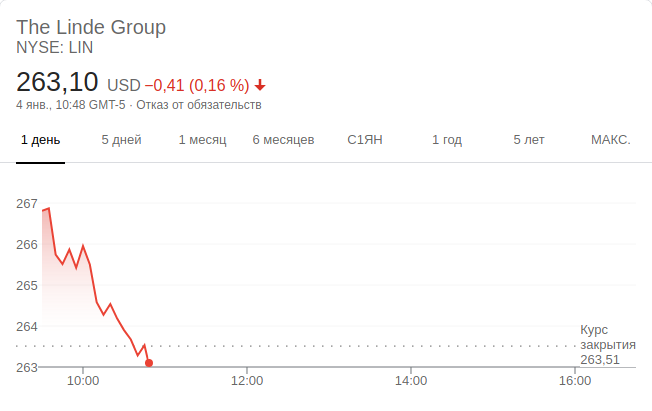 The Linde Group
NYSE: LIN
263,10 USD −0,41 (0,16 %)
4 янв., 10:48 GMT-5 · Отказ от обязательств
1 день 5 дней 1 месяц 6 месяцев С1ЯН 1 год 5 лет МАКС.
267
266
265
264
263
Курс
закрытия
263,51
10:00 12:00 14:00 16:00